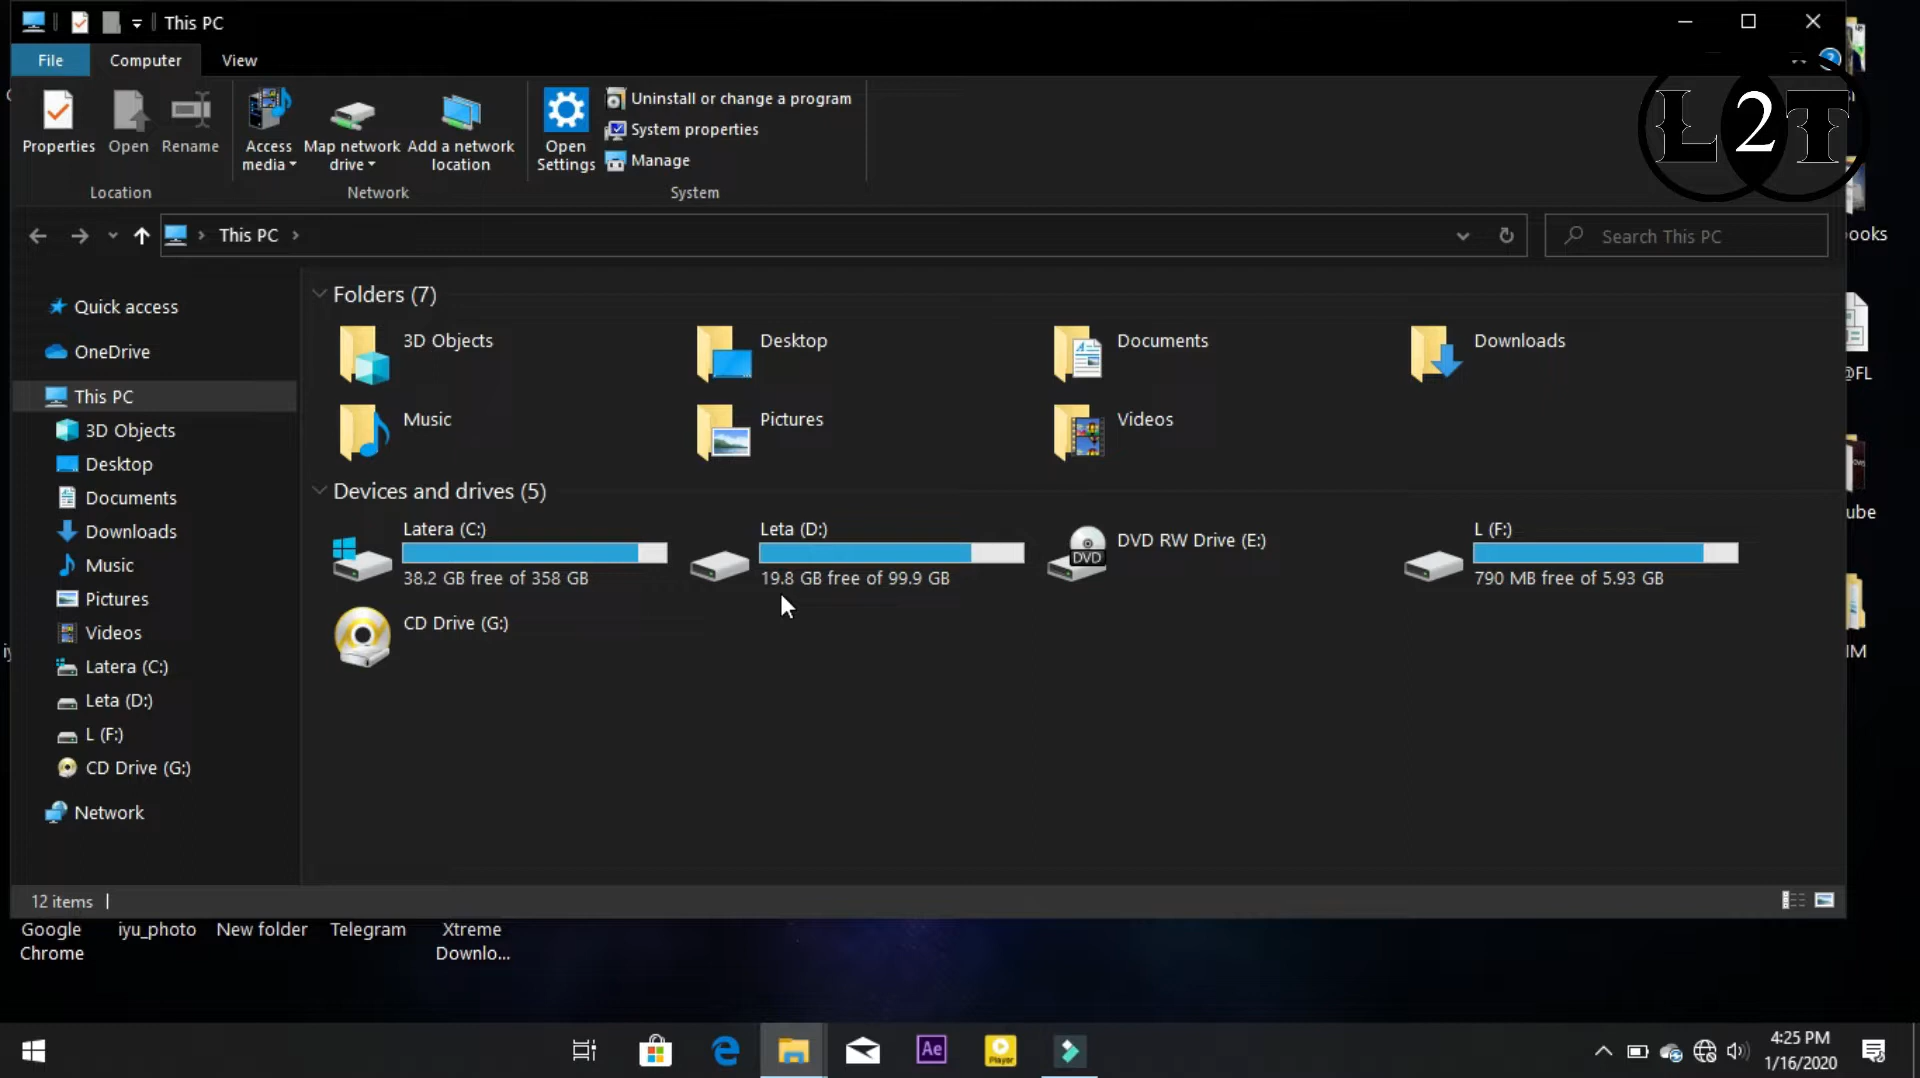 This PC
File Computer View
Properties Open Rename
Access media
Map network drive
Add a network location
Open Settings
Uninstall or change a program
System properties
Manage
Location Network System
L2T
This PC
Search This PC
ooks
@FL
ube
IM
Quick access
OneDrive
This PC
3D Objects
Desktop
Documents
Downloads
Music
Pictures
Videos
Latera (C:)
Leta (D:)
L (F:)
CD Drive (G:)
Network
Folders (7)
3D Objects
Desktop
Documents
Downloads
Music
Pictures
Videos
Devices and drives (5)
Latera (C:)
38.2 GB free of 358 GB
Leta (D:)
19.8 GB free of 99.9 GB
DVD
DVD RW Drive (E:)
L (F:)
790 MB free of 5.93 GB
CD Drive (G:)
12 items
Google Chrome
iyu_photo
New folder
Telegram
Xtreme Downlo...
Ae
Player
4:25 PM
1/16/2020